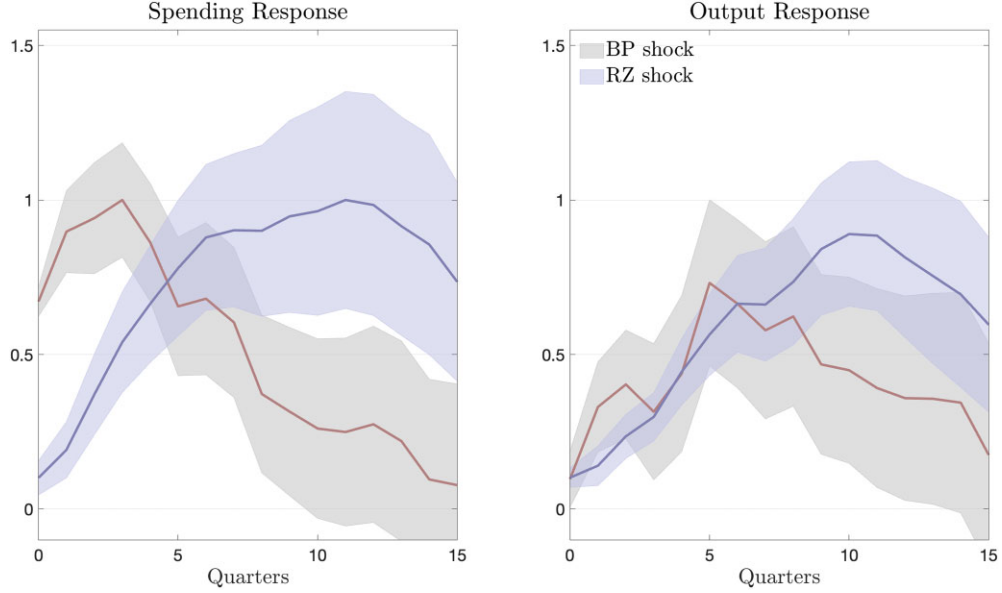 Spending Response
1.5
1
0.5
0
0 5 10 15
Quarters
Output Response
BP shock
RZ shock
1.5
1
0.5
0
0 5 10 15
Quarters